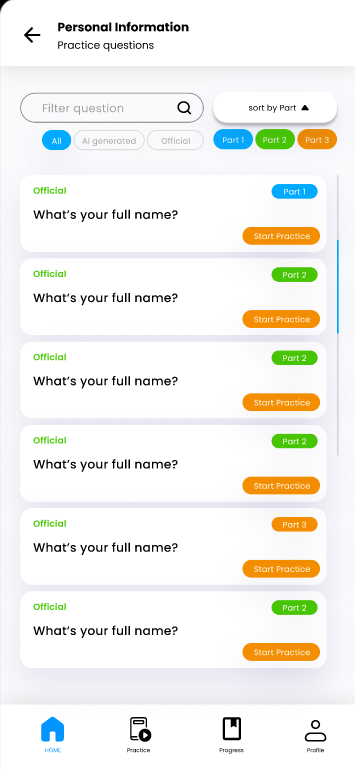 Personal Information
Practice questions
Filter question
sort by Part
All
AI generated
Official
Part 1
Part 2
Part 3
Official
Part 1
What's your full name?
Start Practice
Official
Part 2
What's your full name?
Start Practice
Official
Part 2
What's your full name?
Start Practice
Official
Part 2
What's your full name?
Start Practice
Official
Part 3
What's your full name?
Start Practice
Official
Part 2
What's your full name?
Start Practice
HOME
Practice
Progress
Profile